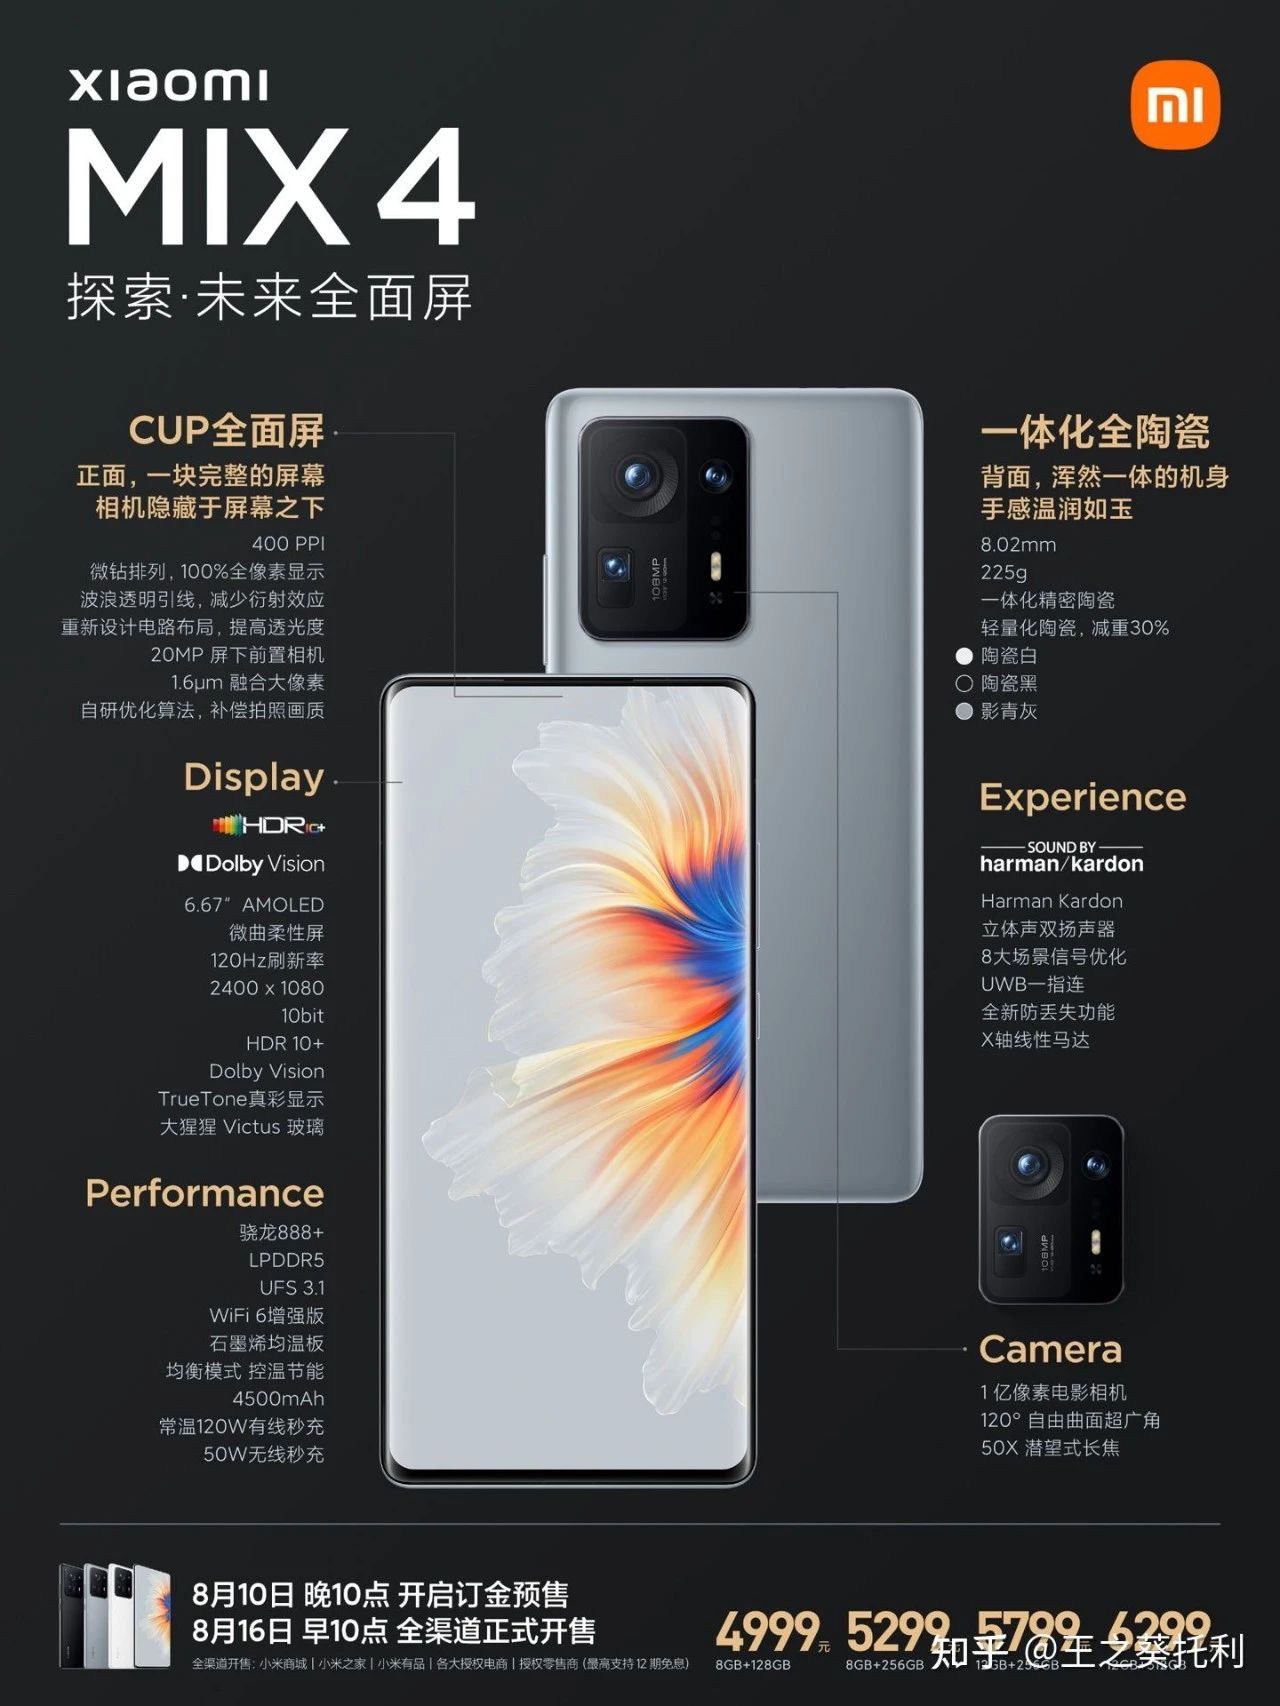 xiaomi
MIX 4
探索·未来全面屏
mi
CUP全面屏
正面，一块完整的屏幕
相机隐藏于屏幕之下
400 PPI
微钻排列，100%全像素显示
波浪透明引线，减少衍射效应
重新设计电路布局，提高透光度
20MP 屏下前置相机
1.6μm 融合大像素
自研优化算法，补偿拍照画质
Display
HDR10+
Dolby Vision
6.67" AMOLED
微曲柔性屏
120Hz刷新率
2400 x 1080
10bit
HDR 10+
Dolby Vision
TrueTone真彩显示
大猩猩 Victus 玻璃
Performance
骁龙888+
LPDDR5
UFS 3.1
WiFi 6增强版
石墨烯均温板
均衡模式 控温节能
4500mAh
常温120W有线秒充
50W无线秒充
108MP
一体化全陶瓷
背面，浑然一体的机身
手感温润如玉
8.02mm
225g
一体化精密陶瓷
轻量化陶瓷，减重30%
陶瓷白
陶瓷黑
影青灰
Experience
SOUND BY
harman/kardon
Harman Kardon
立体声双扬声器
8大场景信号优化
UWB一指连
全新防丢失功能
X轴线性马达
108MP
Camera
1 亿像素电影相机
120° 自由曲面超广角
50X 潜望式长焦
8月10日 晚10点 开启订金预售
8月16日 早10点 全渠道正式开售
全渠道开售：小米商城 | 小米之家 | 小米有品 | 各大授权电商 | 授权零售商 (最高支持 12 期免息)
4999元
8GB+128GB
5299
8GB+256GB
5799
12GB+256GB
6299
12GB+512GB
知乎 @王之葵托利